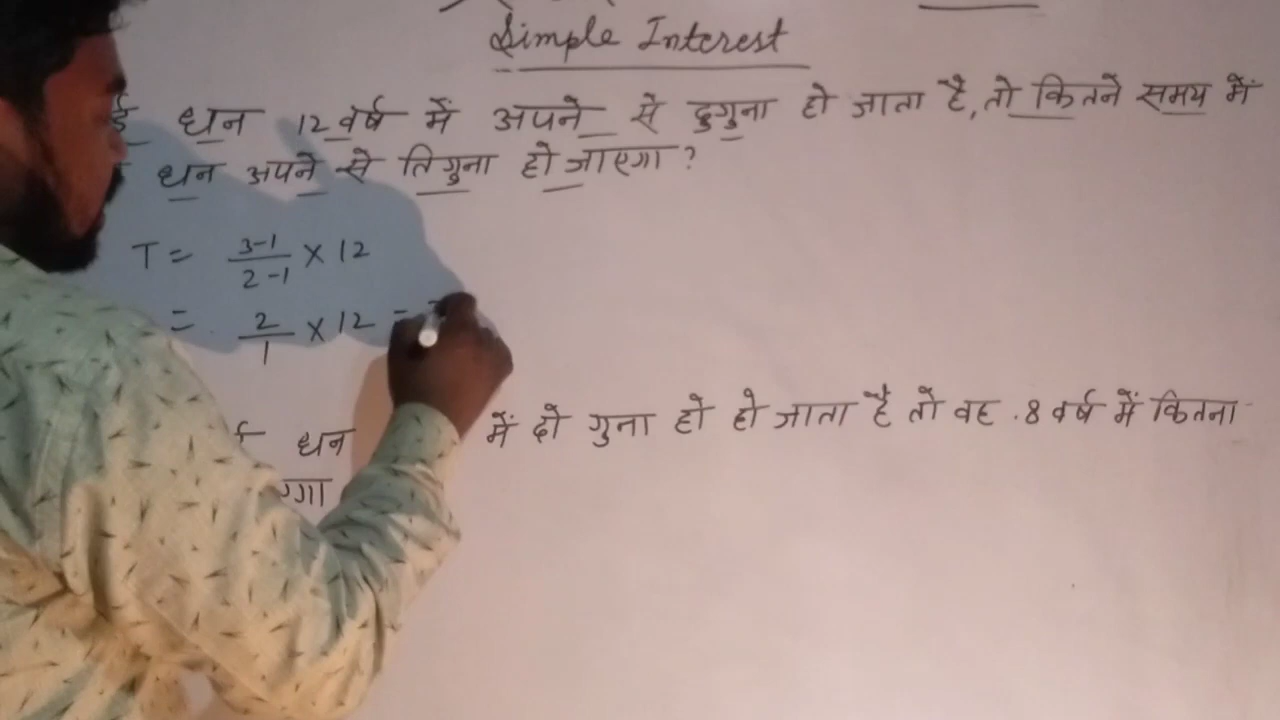 Simple Interest
धन 12 वर्ष में अपने से दुगुना हो जाता है, तो कितने समय में
धन अपने से तिगुना हो जाएगा ?
T = 3-1/2-1 × 12
= 2/1 × 12 =
धन में दो गुना हो हो जाता है तो वह .8 वर्ष में कितना